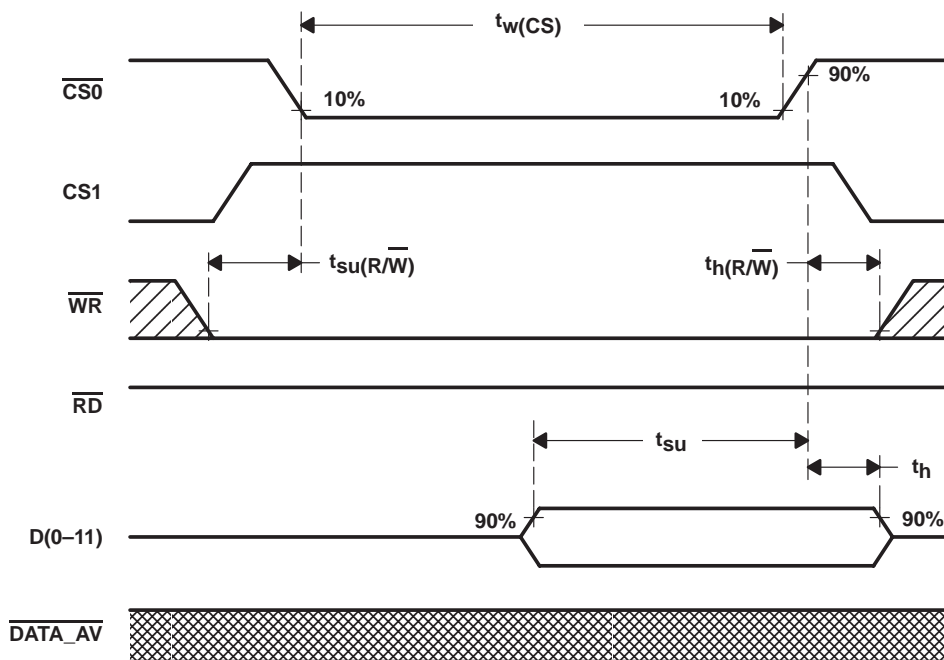 tw(CS)
CS0
10%
10%
90%
CS1
tsu(R/W)
th(R/W)
WR
RD
tsu
th
D(0–11)
90%
90%
DATA_AV